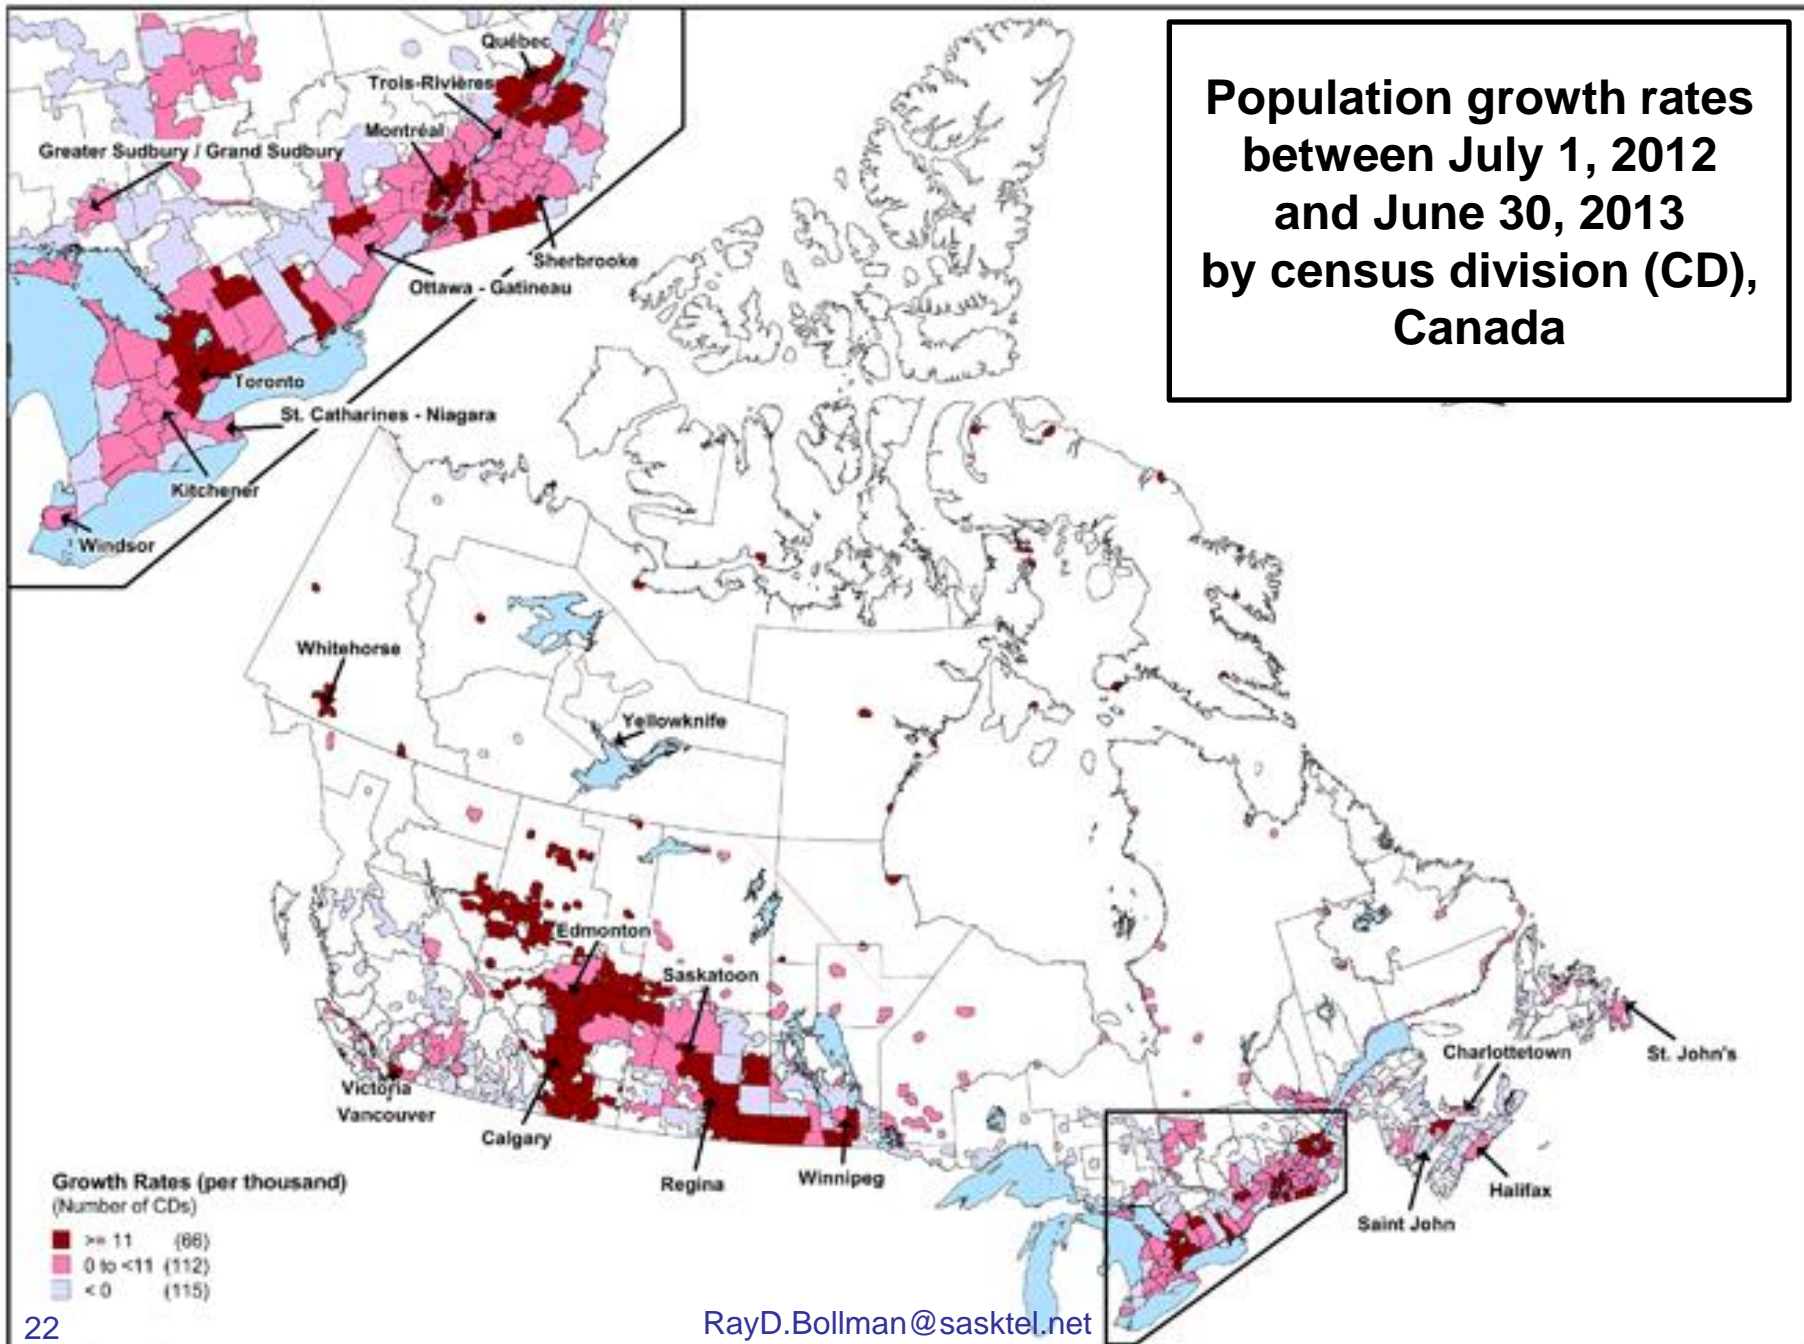 Population growth rates
between July 1, 2012
and June 30, 2013
by census division (CD),
Canada
Québec
Trois-Rivières
Montréal
Greater Sudbury / Grand Sudbury
Sherbrooke
Ottawa - Gatineau
Toronto
St. Catharines - Niagara
Kitchener
Windsor
Whitehorse
Yellowknife
Edmonton
Saskatoon
Victoria
Vancouver
Calgary
Regina
Winnipeg
Charlottetown
St. John's
Halifax
Saint John
Growth Rates (per thousand)
(Number of CDs)
>= 11 (66)
0 to <11 (112)
< 0 (115)
22
RayD.Bollman@sasktel.net